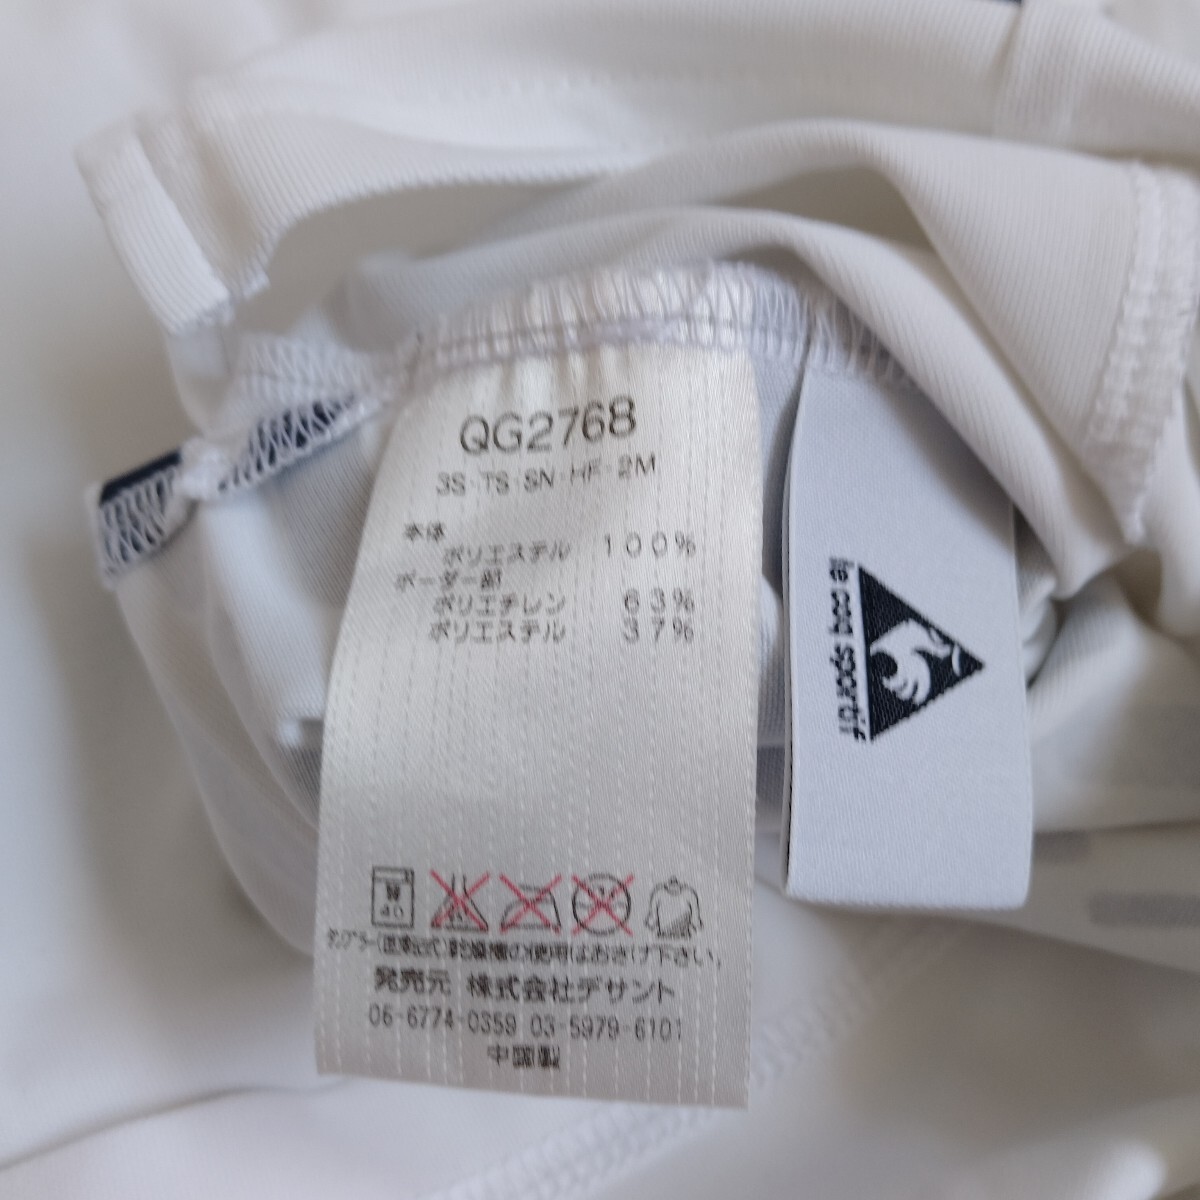 QG2768
3S・TS・SN・HF・2M
本体
ポリエステル 100%
ボーダー部
ポリエチレン 63%
ポリエステル 37%
40
タンブラー(回転式)乾燥機の使用はおさけ下さい。
発売元 株式会社デサント
06-6774-0359 03-5979-6101
中国製
le coq sportif